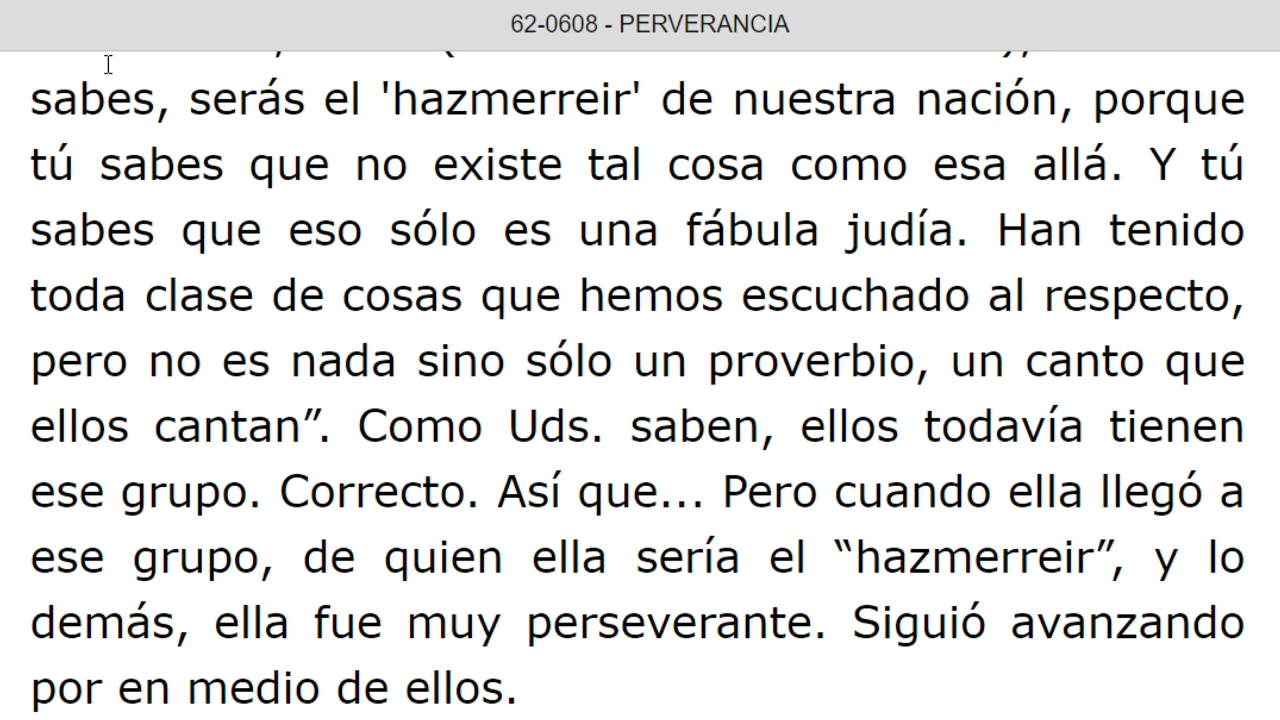 62-0608 - PERVERANCIA
sabes, serás el 'hazmerreir' de nuestra nación, porque
tú sabes que no existe tal cosa como esa allá. Y tú
sabes que eso sólo es una fábula judía. Han tenido
toda clase de cosas que hemos escuchado al respecto,
pero no es nada sino sólo un proverbio, un canto que
ellos cantan”. Como Uds. saben, ellos todavía tienen
ese grupo. Correcto. Así que... Pero cuando ella llegó a
ese grupo, de quien ella sería el “hazmerreir”, y lo
demás, ella fue muy perseverante. Siguió avanzando
por en medio de ellos.